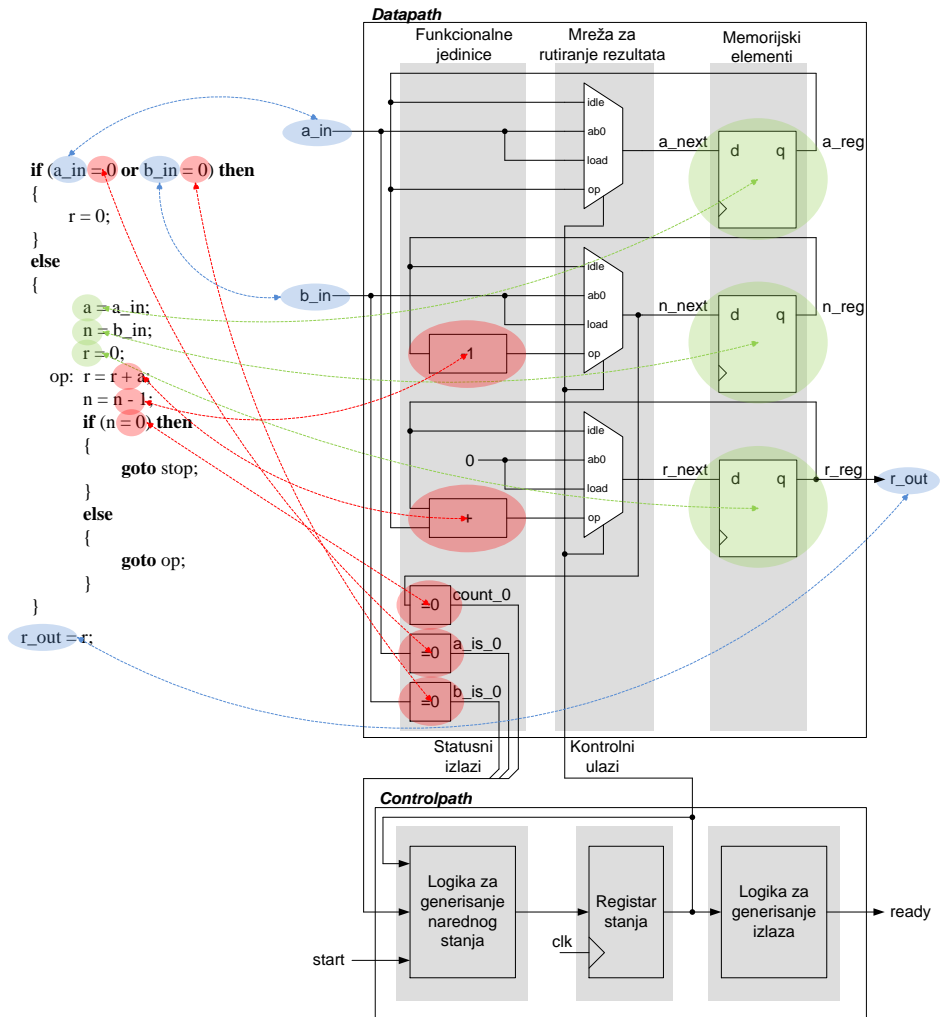 Datapath
Funkcionalne
jedinice
Mreža za
rutiranje rezultata
Memorijski
elementi
if (a_in =0 or b_in = 0) then
{
r = 0;
}
else
{
a = a_in;
n = b_in;
r = 0;
op: r = r + a;
n = n - 1;
if (n = 0) then
{
goto stop;
}
else
{
goto op;
}
}
r_out = r;
a_in
idle
ab0
load
op
a_next
d q
a_reg
b_in
idle
ab0
load
op
n_next
d q
n_reg
-1
0
idle
ab0
load
op
r_next
d q
r_reg
r_out
+
=0
count_0
=0
a_is_0
=0
b_is_0
Statusni
izlazi
Kontrolni
ulazi
Controlpath
Logika za
generisanje
narednog
stanja
Registar
stanja
Logika za
generisanje
izlaza
start
clk
ready